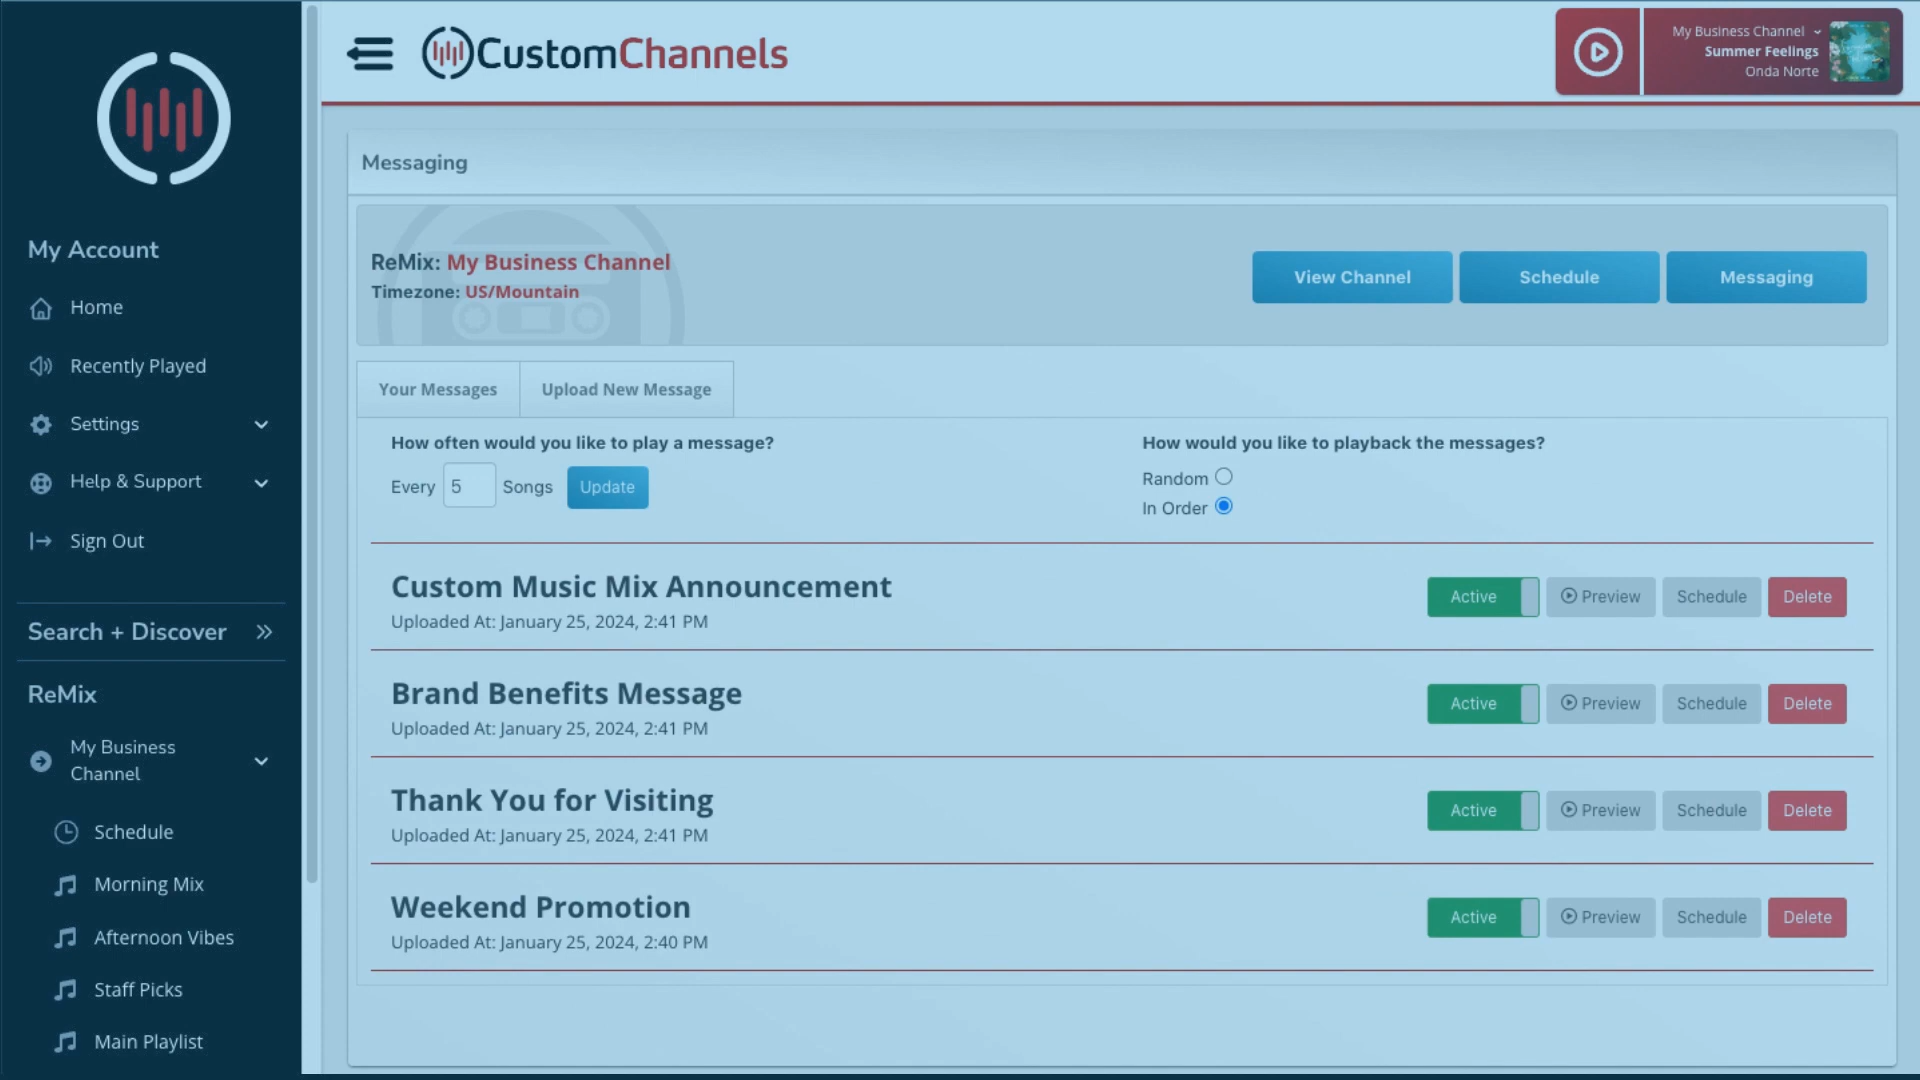 CustomChannels
My Business Channel
Summer Feelings
Onda Norte
My Account
Home
Recently Played
Settings
Help & Support
Sign Out
Search + Discover
ReMix
My Business
Channel
Schedule
Morning Mix
Afternoon Vibes
Staff Picks
Main Playlist
Messaging
ReMix: My Business Channel
Timezone: US/Mountain
View Channel
Schedule
Messaging
Your Messages
Upload New Message
How often would you like to play a message?
Every 5 Songs Update
How would you like to playback the messages?
Random
In Order
Custom Music Mix Announcement
Uploaded At: January 25, 2024, 2:41 PM
Active Preview Schedule Delete
Brand Benefits Message
Uploaded At: January 25, 2024, 2:41 PM
Active Preview Schedule Delete
Thank You for Visiting
Uploaded At: January 25, 2024, 2:41 PM
Active Preview Schedule Delete
Weekend Promotion
Uploaded At: January 25, 2024, 2:40 PM
Active Preview Schedule Delete